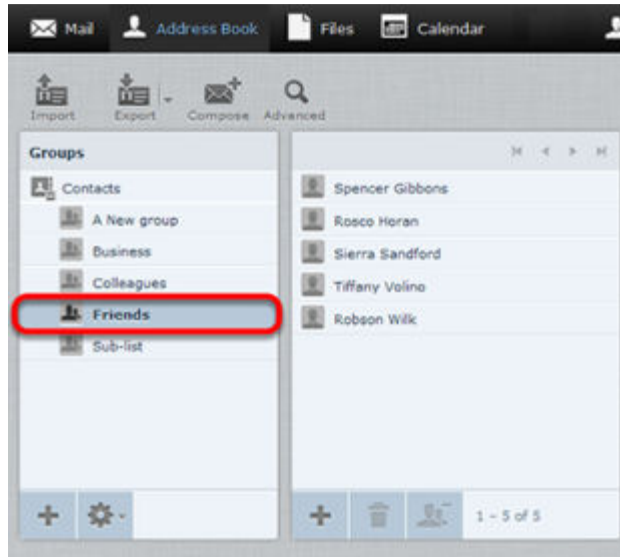 Mail Address Book Files Calendar
Import Export Compose Advanced
Groups
Contacts
A New group
Business
Colleagues
Friends
Sub-list
Spencer Gibbons
Rosco Horan
Sierra Sandford
Tiffany Volino
Robson Wilk
1 - 5 of 5